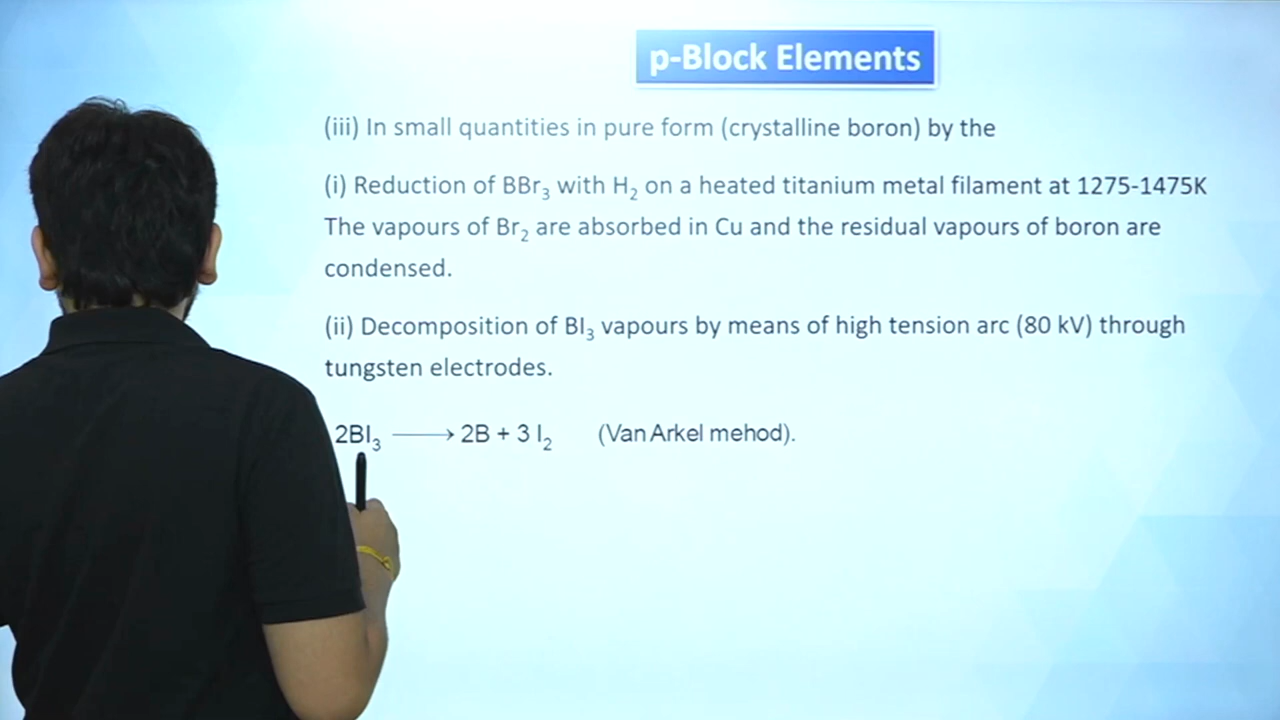 p-Block Elements
(iii) In small quantities in pure form (crystalline boron) by the
(i) Reduction of BBr₃ with H₂ on a heated titanium metal filament at 1275-1475K
The vapours of Br₂ are absorbed in Cu and the residual vapours of boron are
condensed.
(ii) Decomposition of BI₃ vapours by means of high tension arc (80 kV) through
tungsten electrodes.
2BI₃ ⟶ 2B + 3 I₂ (Van Arkel mehod).